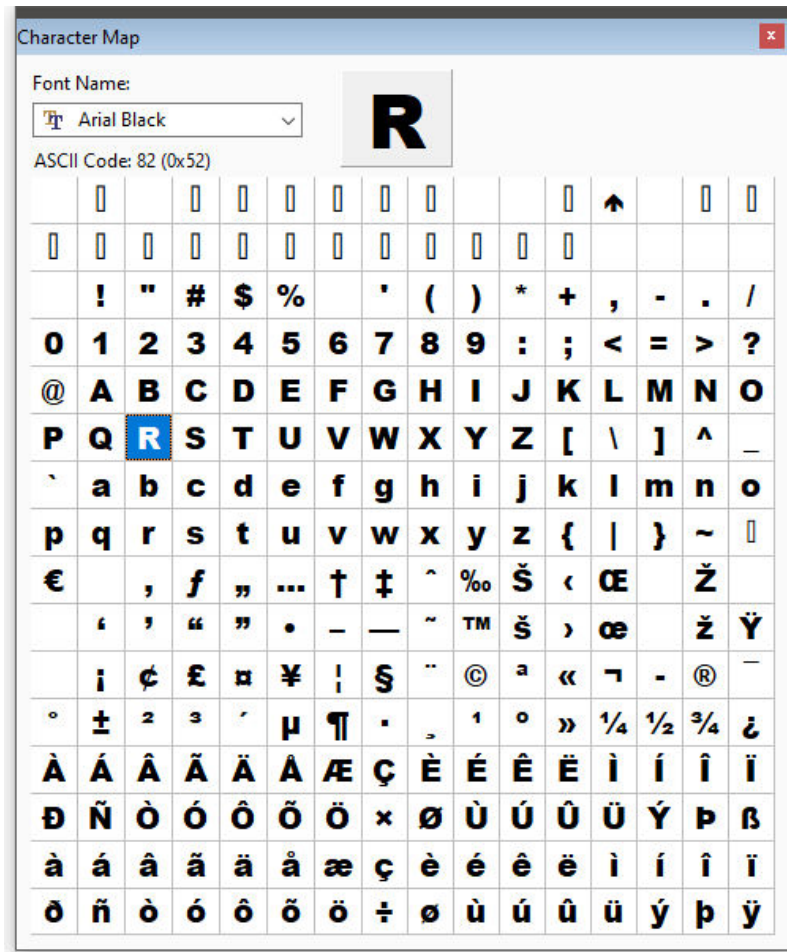 Character Map
x
Font Name:
Arial Black
R
ASCII Code: 82 (0x52)
! " # $ % ' ( ) * + , - . /
0 1 2 3 4 5 6 7 8 9 : ; < = > ?
@ A B C D E F G H I J K L M N O
P Q R S T U V W X Y Z [ \ ] ^ _
` a b c d e f g h i j k l m n o
p q r s t u v w x y z { | } ~
€ ‚ ƒ „ … † ‡ ˆ ‰ Š ‹ Œ Ž
‘ ’ “ ” • – — ˜ ™ š › œ ž Ÿ
¡ ¢ £ ¤ ¥ ¦ § ¨ © ª « ¬ - ® ¯
° ± ² ³ ´ µ ¶ · ¸ ¹ º » ¼ ½ ¾ ¿
À Á Â Ã Ä Å Æ Ç È É Ê Ë Ì Í Î Ï
Ð Ñ Ò Ó Ô Õ Ö × Ø Ù Ú Û Ü Ý Þ ß
à á â ã ä å æ ç è é ê ë ì í î ï
ð ñ ò ó ô õ ö ÷ ø ù ú û ü ý þ ÿ